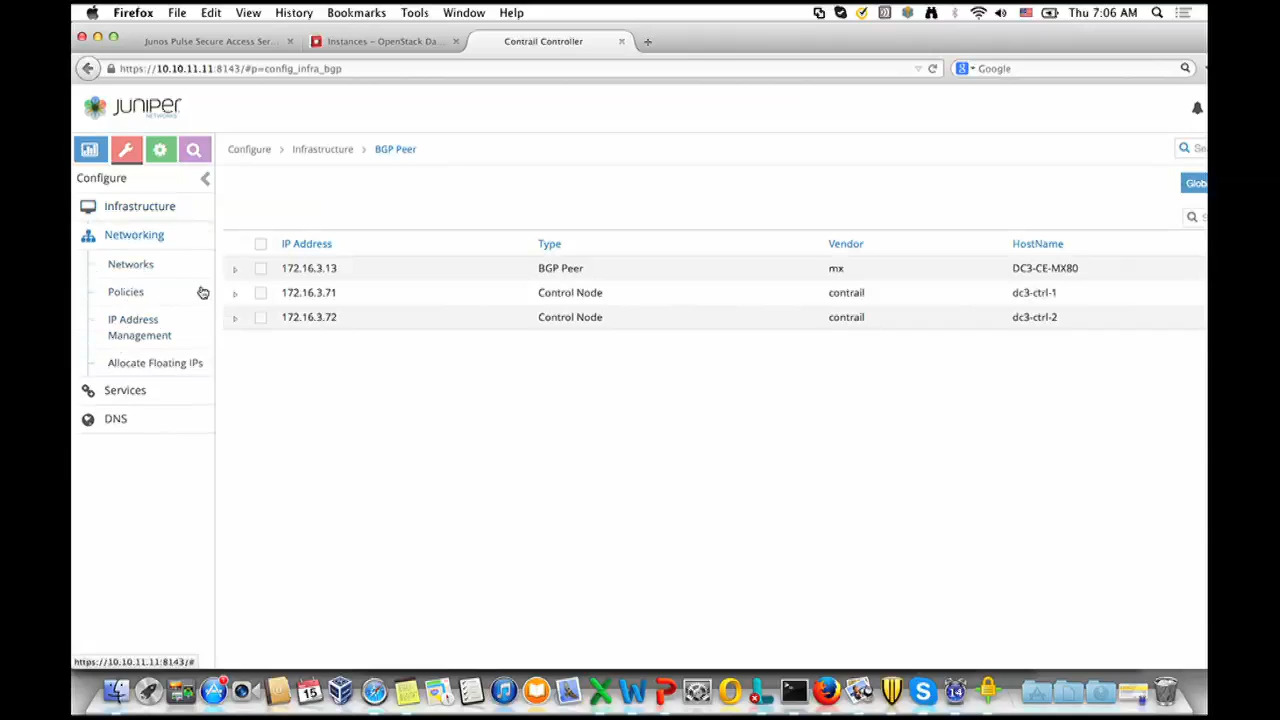 Firefox File Edit View History Bookmarks Tools Window Help Thu 7:06 AM
Junos Pulse Secure Access Ser... Instances – OpenStack Da... Contrail Controller
https://10.10.11.11:8143/#p=config_infra_bgp Google
JUNIPER
NETWORKS
Configure Infrastructure BGP Peer
Configure
Infrastructure
Networking
Networks
Policies
IP Address
Management
Allocate Floating IPs
Services
DNS
Glob
IP Address Type Vendor HostName
172.16.3.13 BGP Peer mx DC3-CE-MX80
172.16.3.71 Control Node contrail dc3-ctrl-1
172.16.3.72 Control Node contrail dc3-ctrl-2
https://10.10.11.11:8143/#
15
14